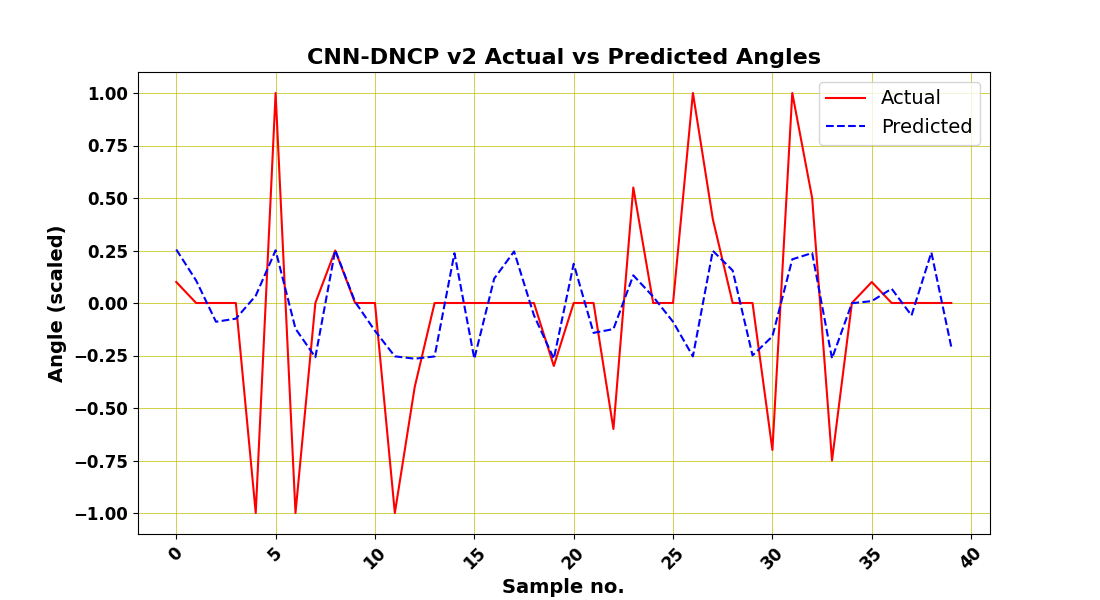 CNN-DNCP v2 Actual vs Predicted Angles
Actual
Predicted
Angle (scaled)
1.00
0.75
0.50
0.25
0.00
−0.25
−0.50
−0.75
−1.00
0 5 10 15 20 25 30 35 40
Sample no.